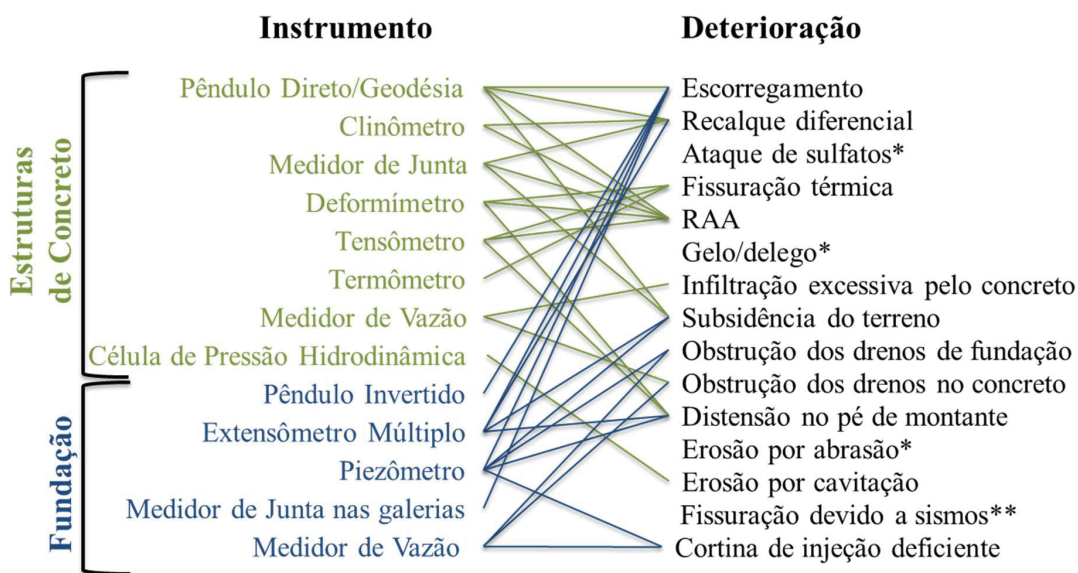 Instrumento
Deterioração
Estruturas
de Concreto
Pêndulo Direto/Geodésia
Clinômetro
Medidor de Junta
Deformímetro
Tensômetro
Termômetro
Medidor de Vazão
Célula de Pressão Hidrodinâmica
Fundação
Pêndulo Invertido
Extensômetro Múltiplo
Piezômetro
Medidor de Junta nas galerias
Medidor de Vazão
Escorregamento
Recalque diferencial
Ataque de sulfatos*
Fissuração térmica
RAA
Gelo/delego*
Infiltração excessiva pelo concreto
Subsidência do terreno
Obstrução dos drenos de fundação
Obstrução dos drenos no concreto
Distensão no pé de montante
Erosão por abrasão*
Erosão por cavitação
Fissuração devido a sismos**
Cortina de injeção deficiente